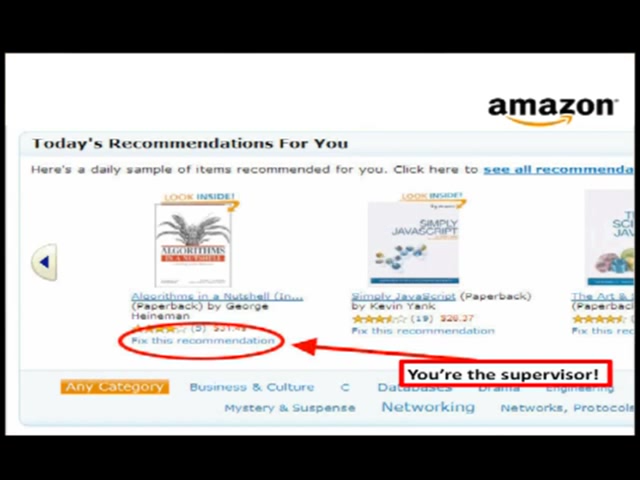 amazon
Today's Recommendations For You
Here's a daily sample of items recommended for you. Click here to see all recommenda
LOOK INSIDE!
ALGORITHMS
IN A NUTSHELL
Algorithms in a Nutshell (In...
(Paperback) by George
Heineman
(5)
Fix this recommendation
LOOK INSIDE!
SIMPLY
JAVASCRIPT
Simply JavaScript (Paperback)
by Kevin Yank
(19) $26.37
Fix this recommendation
The Art &
(Paperback)
Fix this recom
You're the supervisor!
Any Category Business & Culture C Databases Drama Engineering
Mystery & Suspense Networking Networks, Protocols